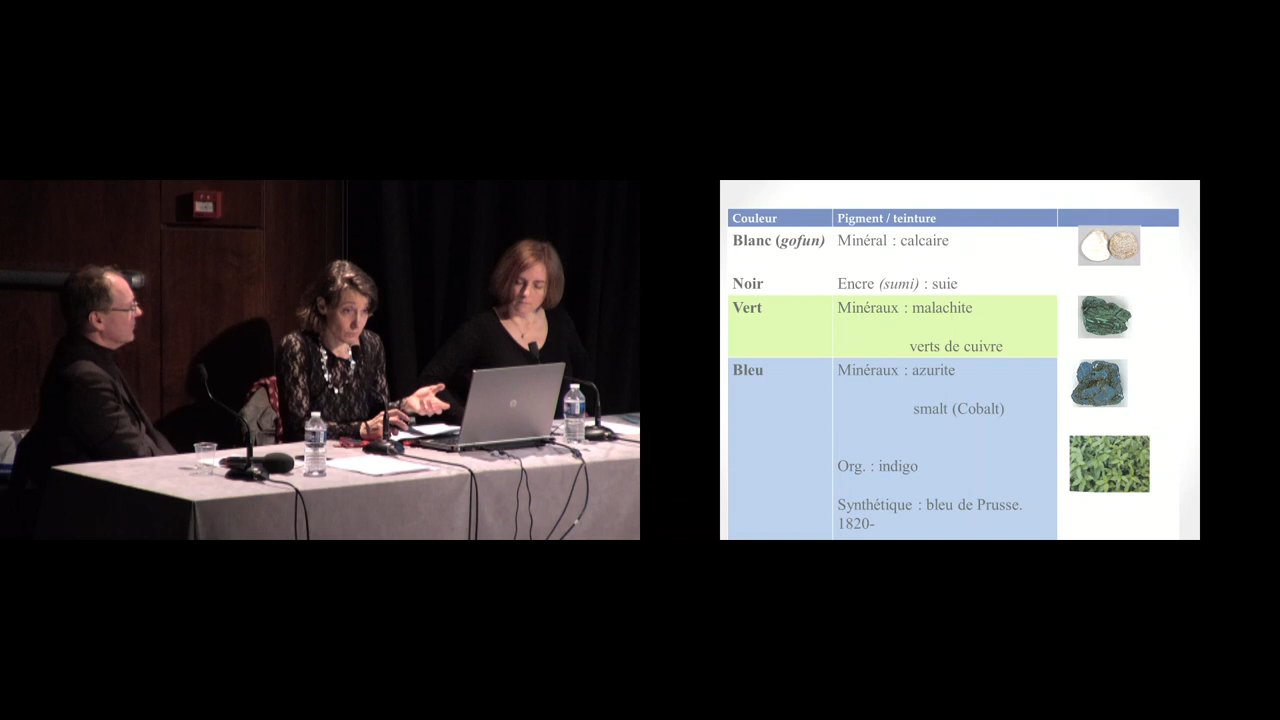 Couleur Pigment / teinture
Blanc (gofun) Minéral : calcaire
Noir Encre (sumi) : suie
Vert Minéraux : malachite
verts de cuivre
Bleu Minéraux : azurite
smalt (Cobalt)
Org. : indigo
Synthétique : bleu de Prusse.
1820-
hp